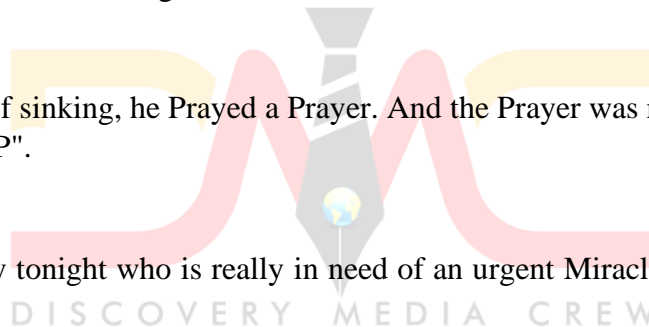 of sinking, he Prayed a Prayer. And the Prayer was
P".
tonight who is really in need of an urgent
DISCOVERY MEDIA CREW